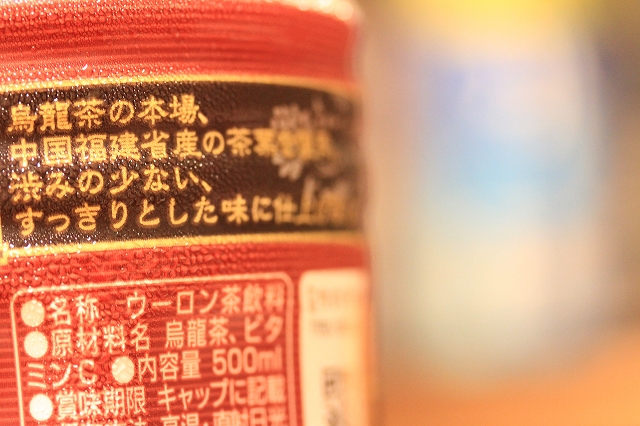 烏龍茶の本場、
中国福建省産の茶葉を
渋みの少ない、
すっきりとした味に仕上
●名称 ウーロン茶飲料
●原材料名 烏龍茶、ビタ
ミンC ●内容量 500ml
●賞味期限 キャップに記載